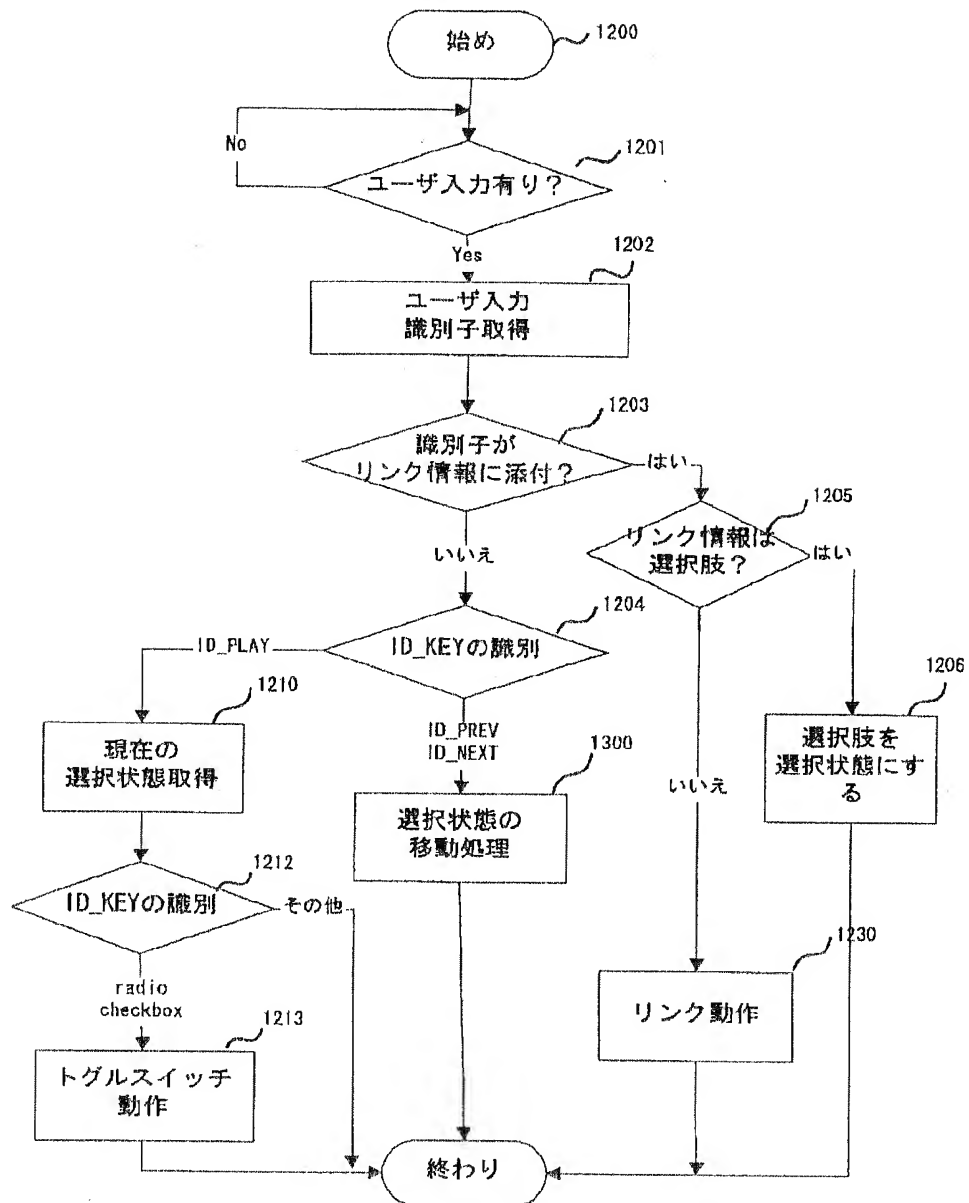 始め
1200
No
1201
ユーザ入力有り?
Yes
1202
ユーザ入力
識別子取得
1203
識別子が
リンク情報に添付?
はい
1205
リンク情報は
選択肢?
はい
いいえ
1204
ID_KEYの識別
ID_PLAY
1210
現在の
選択状態取得
ID_PREV
ID_NEXT
1300
選択状態の
移動処理
いいえ
1206
選択肢を
選択状態にす
る
1212
ID_KEYの識別
その他
1230
リンク動作
radio
checkbox
1213
トグルスイッチ
動作
終わり